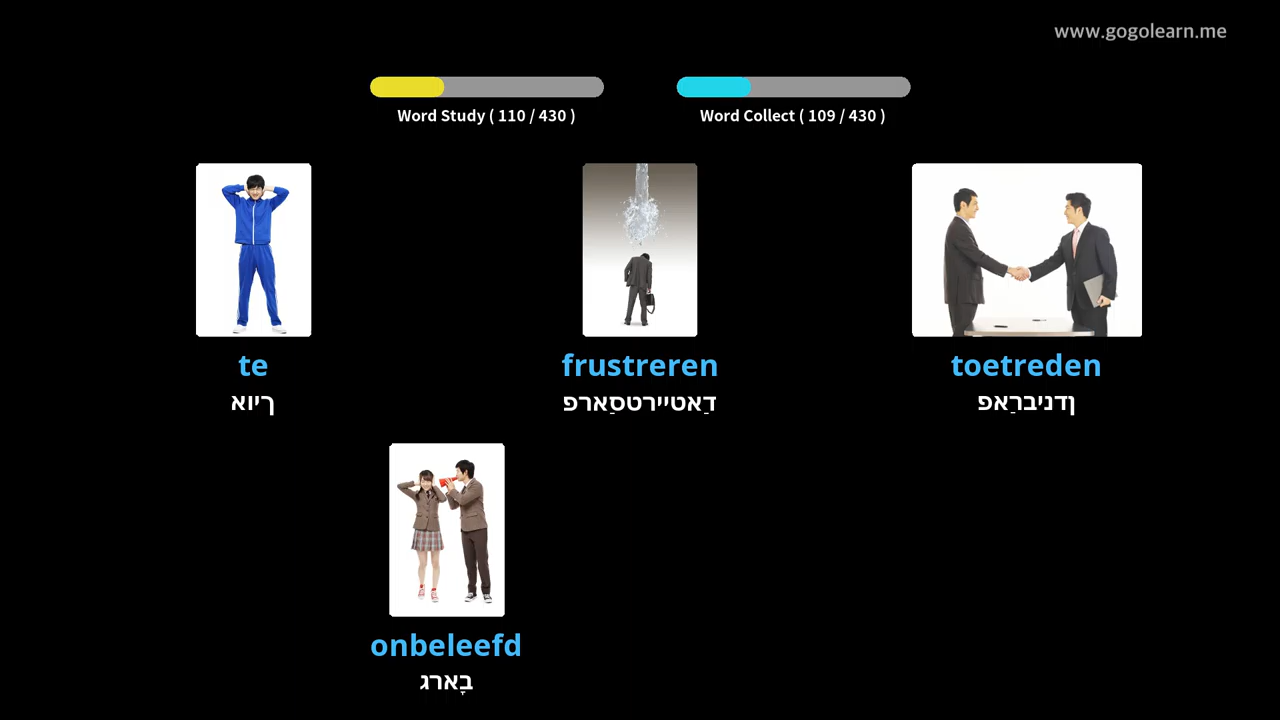 www.gogolearn.me
Word Study ( 110 / 430 )
Word Collect ( 109 / 430 )
te
ךיוא
frustreren
דַאטיירטסַארפ
toetreden
ןדניברַאפ
onbeleefd
בָארג